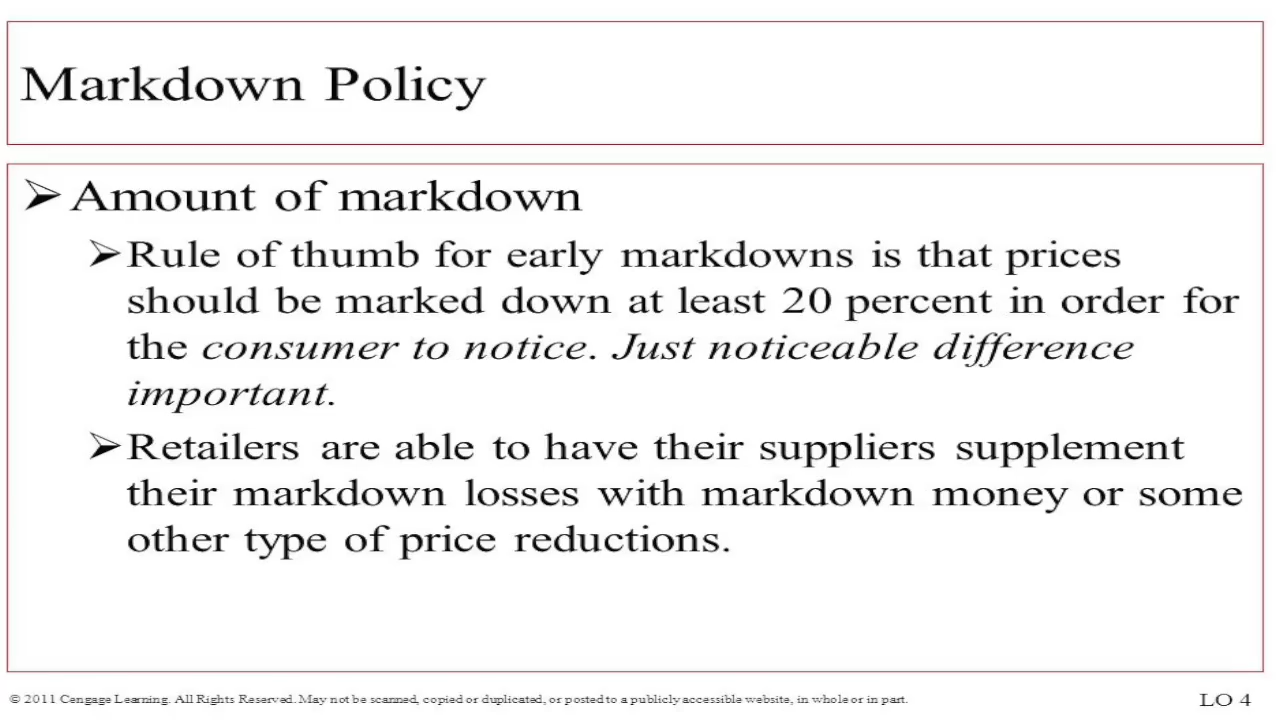 Markdown Policy
➢Amount of markdown
➢Rule of thumb for early markdowns is that prices
should be marked down at least 20 percent in order for
the consumer to notice. Just noticeable difference
important.
➢Retailers are able to have their suppliers supplement
their markdown losses with markdown money or some
other type of price reductions.
© 2011 Cengage Learning. All Rights Reserved. May not be scanned, copied or duplicated, or posted to a publicly accessible website, in whole or in part.
LO 4